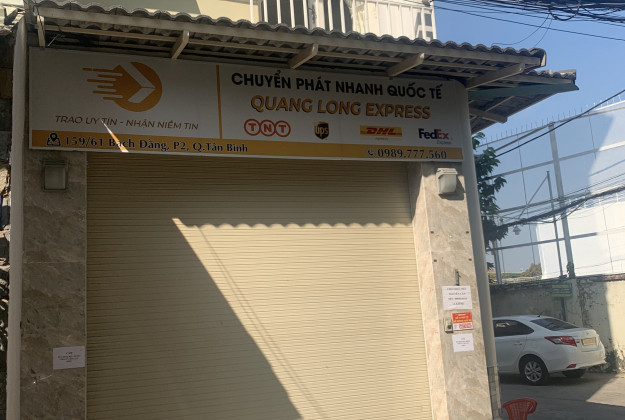 CHUYỂN PHÁT NHANH QUỐC TẾ
QUANG LONG EXPRESS
TRAO UY TÍN - NHẬN NIỀM TIN
TNT
ups
DHL
FedEx
Express
159/61 Bạch Đằng, P2, Q.Tân Bình
0989.777.560